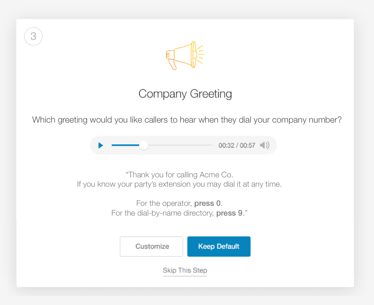 3
Company Greeting
Which greeting would you like callers to hear when they dial your company number?
00:32 / 00:57
“Thank you for calling Acme Co.
If you know your party's extension you may dial it at any time.
For the operator, press 0.
For the dial-by-name directory, press 9.”
Customize
Keep Default
Skip This Step